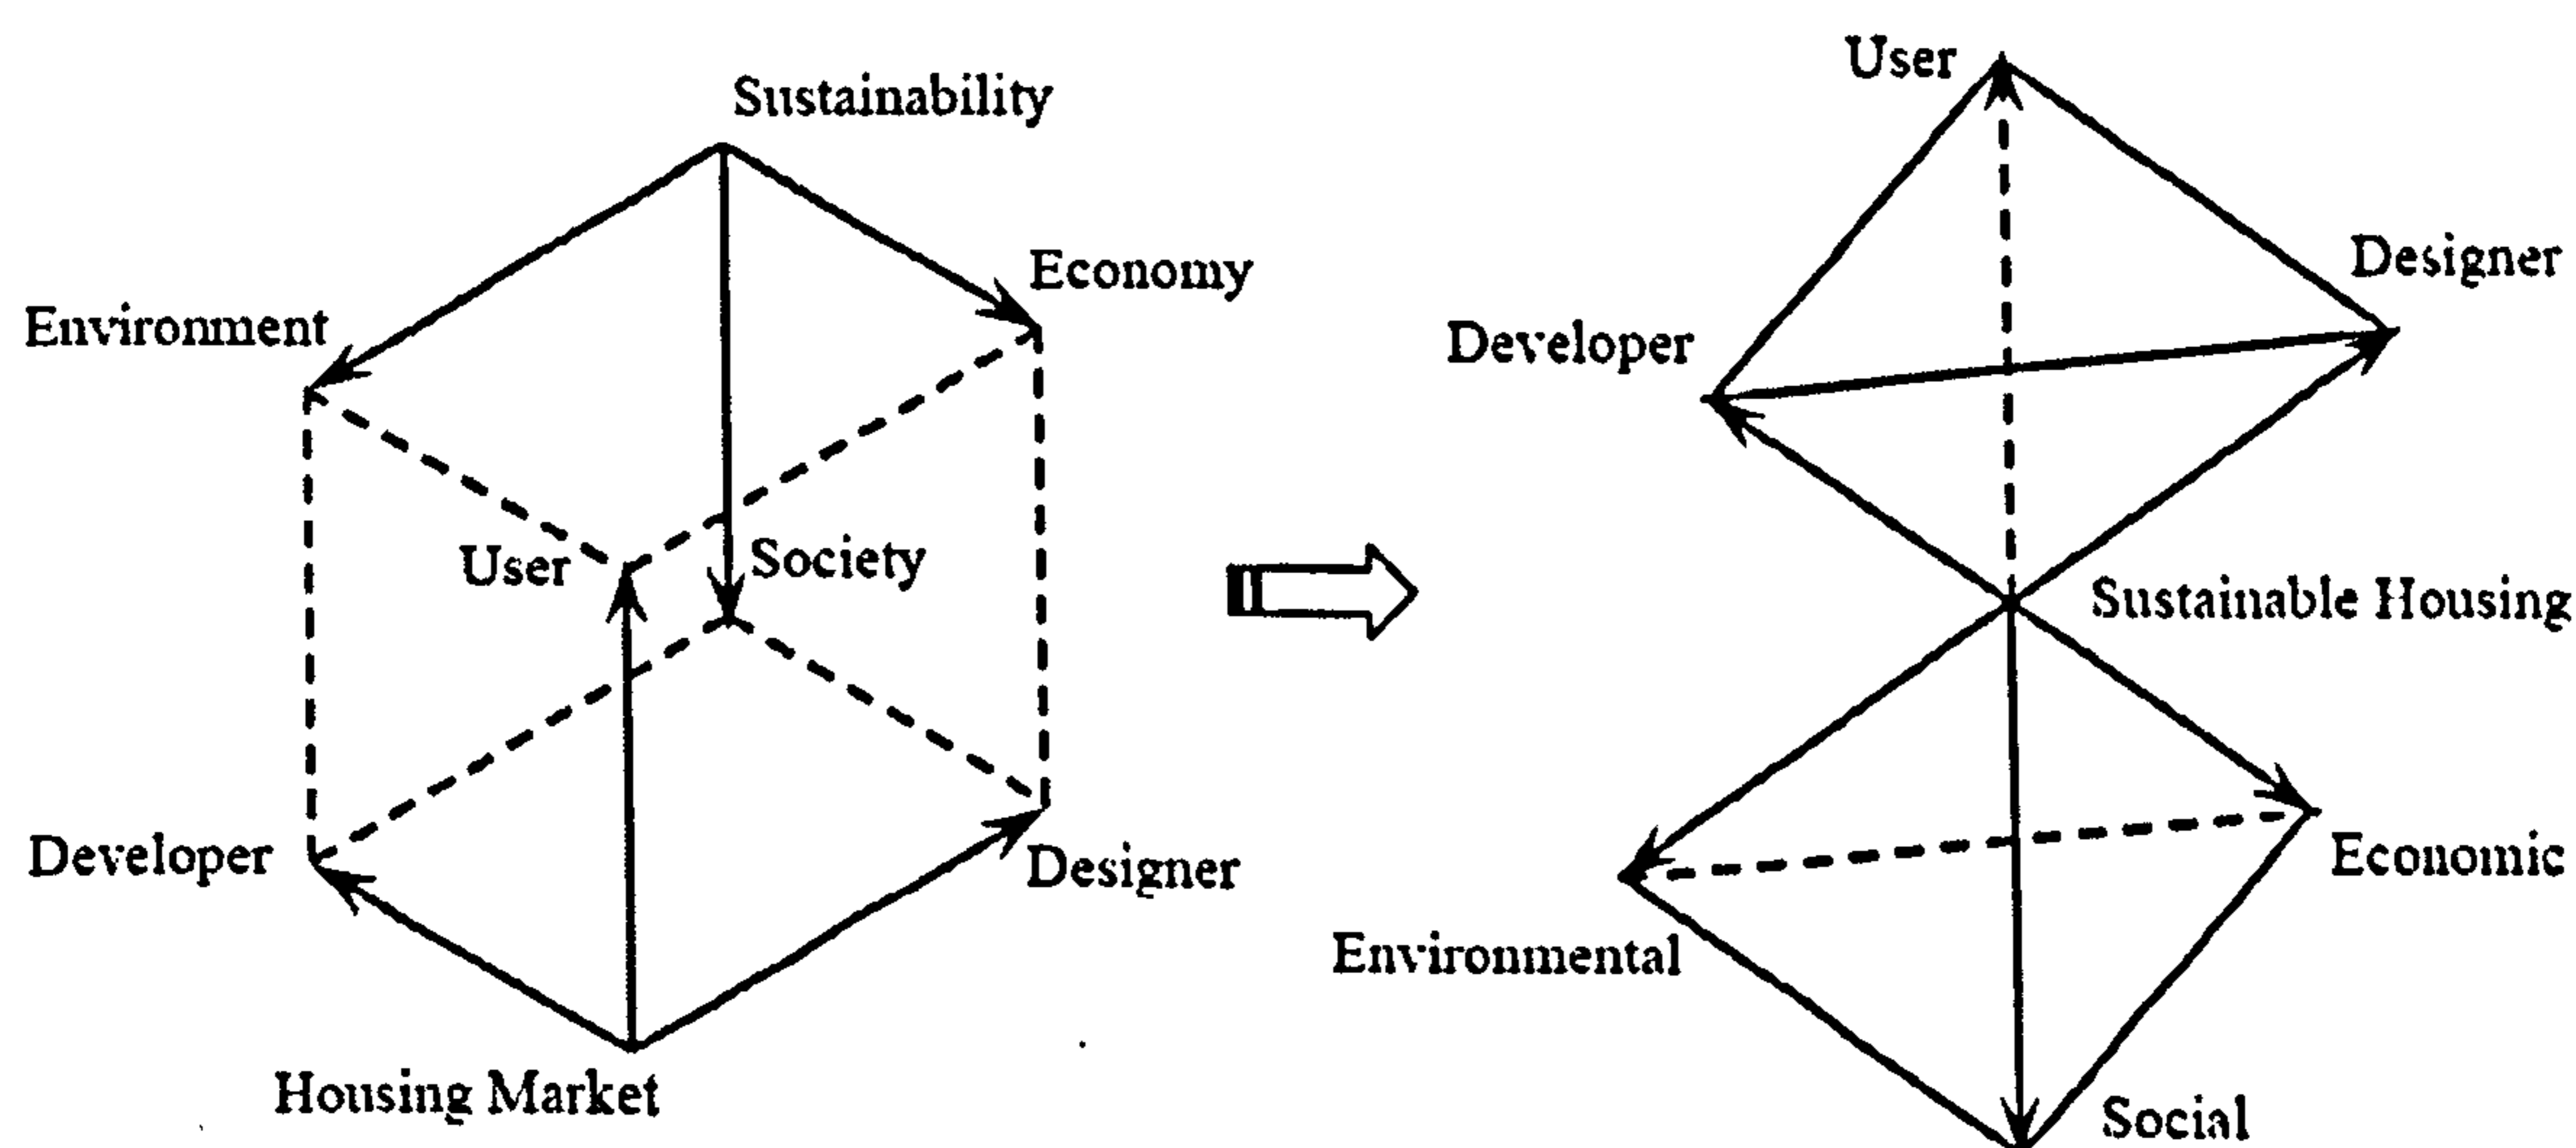 Sustainability
Economy
Environment
User
Society
Developer
Designer
Housing Market
User
Designer
Developer
Sustainable Housing
Economic
Environmental
Social